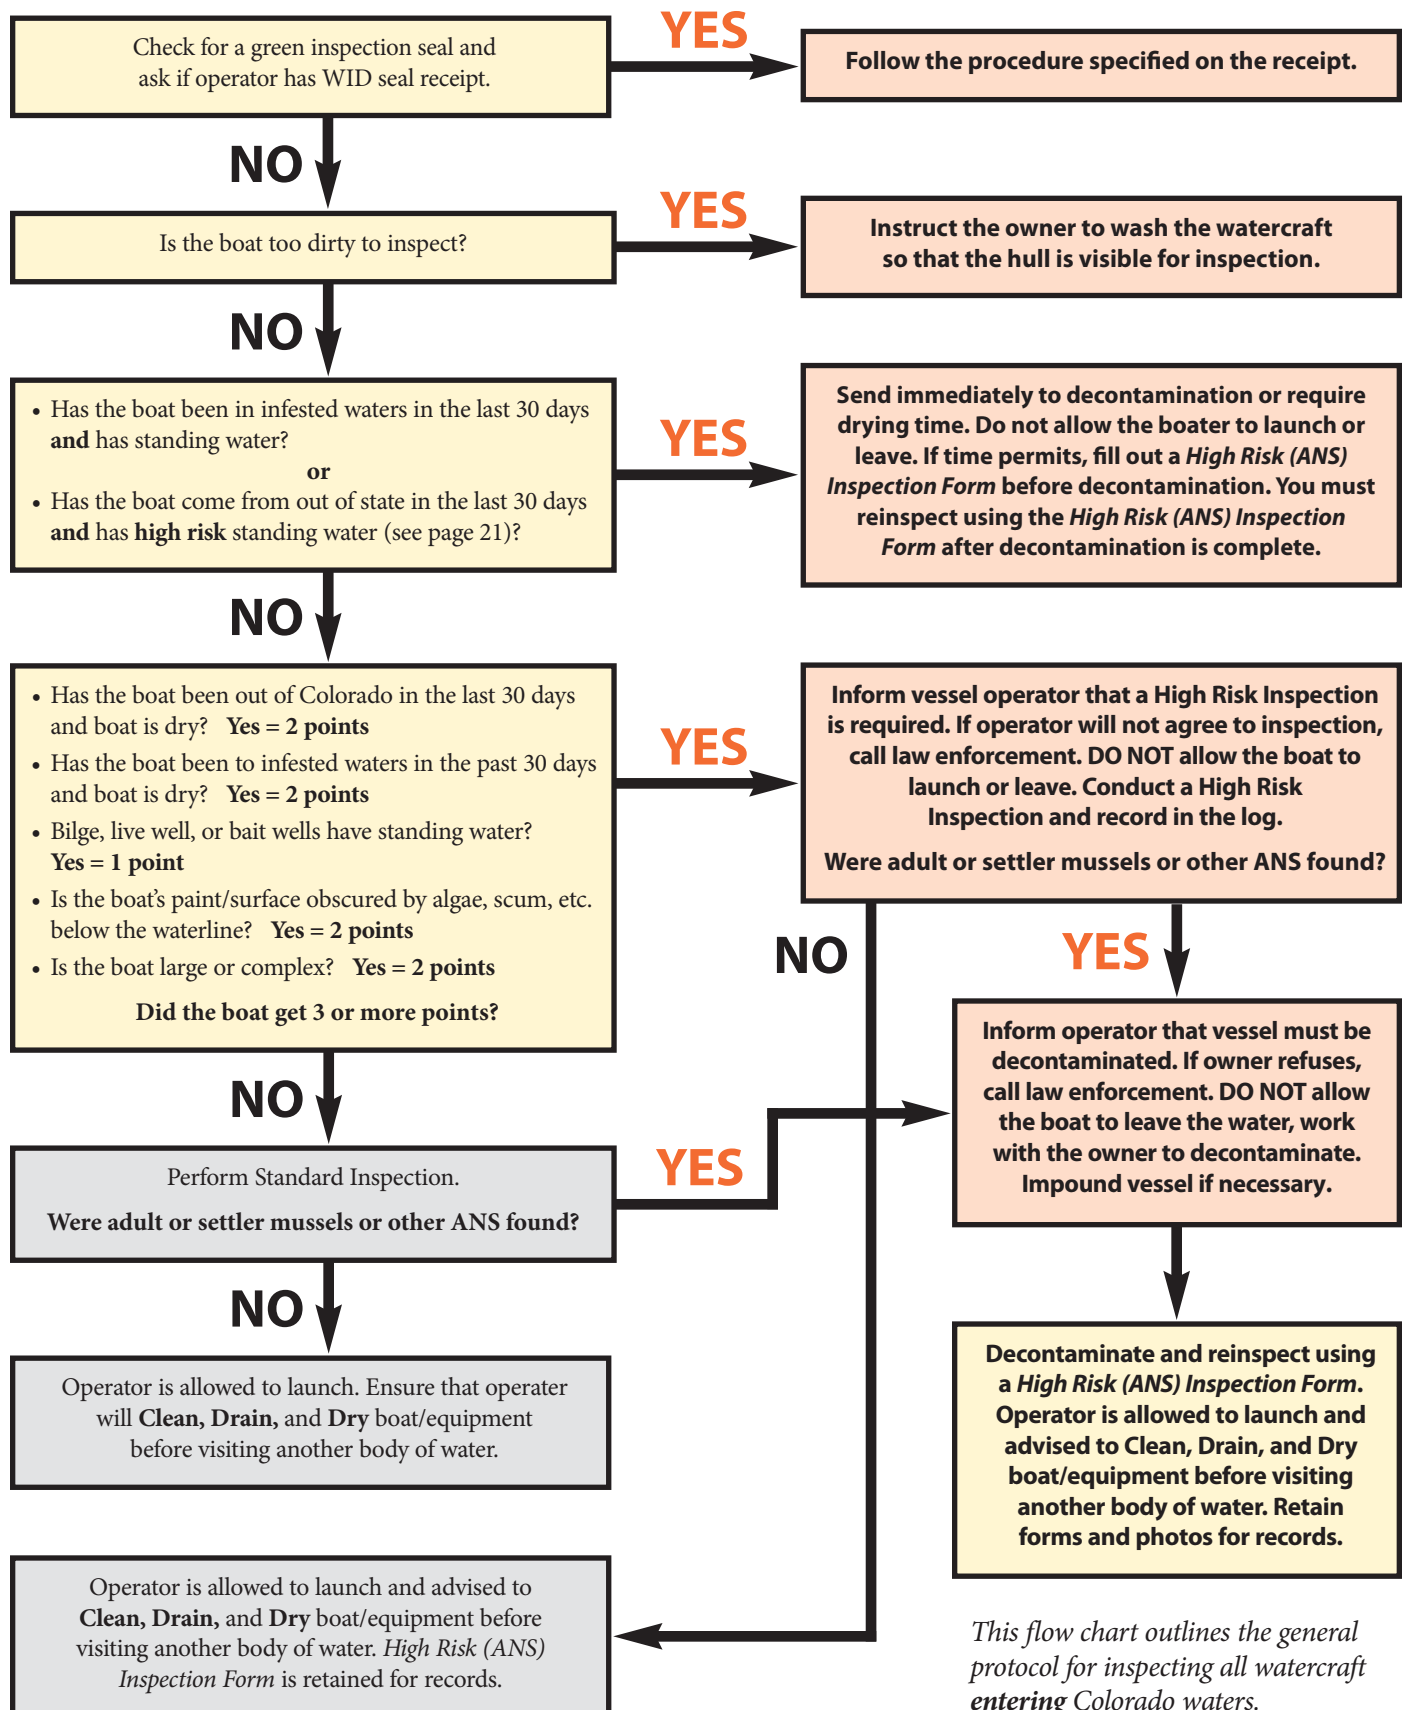 Check for a green inspection seal and
ask if operator has WID seal receipt.
YES
Follow the procedure specified on the receipt.
NO
Is the boat too dirty to inspect?
YES
Instruct the owner to wash the watercraft
so that the hull is visible for inspection.
NO
• Has the boat been in infested waters in the last 30 days
and has standing water?
or
• Has the boat come from out of state in the last 30 days
and has high risk standing water (see page 21)?
YES
Send immediately to decontamination or require
drying time. Do not allow the boater to launch or
leave. If time permits, fill out a High Risk (ANS)
Inspection Form before decontamination. You must
reinspect using the High Risk (ANS) Inspection
Form after decontamination is complete.
NO
• Has the boat been out of Colorado in the last 30 days
and boat is dry? Yes = 2 points
• Has the boat been to infested waters in the past 30 days
and boat is dry? Yes = 2 points
• Bilge, live well, or bait wells have standing water?
Yes = 1 point
• Is the boat's paint/surface obscured by algae, scum, etc.
below the waterline? Yes = 2 points
• Is the boat large or complex? Yes = 2 points
Did the boat get 3 or more points?
YES
Inform vessel operator that a High Risk Inspection
is required. If operator will not agree to inspection,
call law enforcement. DO NOT allow the boat to
launch or leave. Conduct a High Risk
Inspection and record in the log.
Were adult or settler mussels or other ANS found?
NO
YES
Inform operator that vessel must be
decontaminated. If owner refuses,
call law enforcement. DO NOT allow
the boat to leave the water, work
with the owner to decontaminate.
Impound vessel if necessary.
NO
Perform Standard Inspection.
Were adult or settler mussels or other ANS found?
YES
NO
Operator is allowed to launch. Ensure that operater
will Clean, Drain, and Dry boat/equipment
before visiting another body of water.
Decontaminate and reinspect using
a High Risk (ANS) Inspection Form.
Operator is allowed to launch and
advised to Clean, Drain, and Dry
boat/equipment before visiting
another body of water. Retain
forms and photos for records.
Operator is allowed to launch and advised to
Clean, Drain, and Dry boat/equipment before
visiting another body of water. High Risk (ANS)
Inspection Form is retained for records.
This flow chart outlines the general
protocol for inspecting all watercraft
entering Colorado waters.